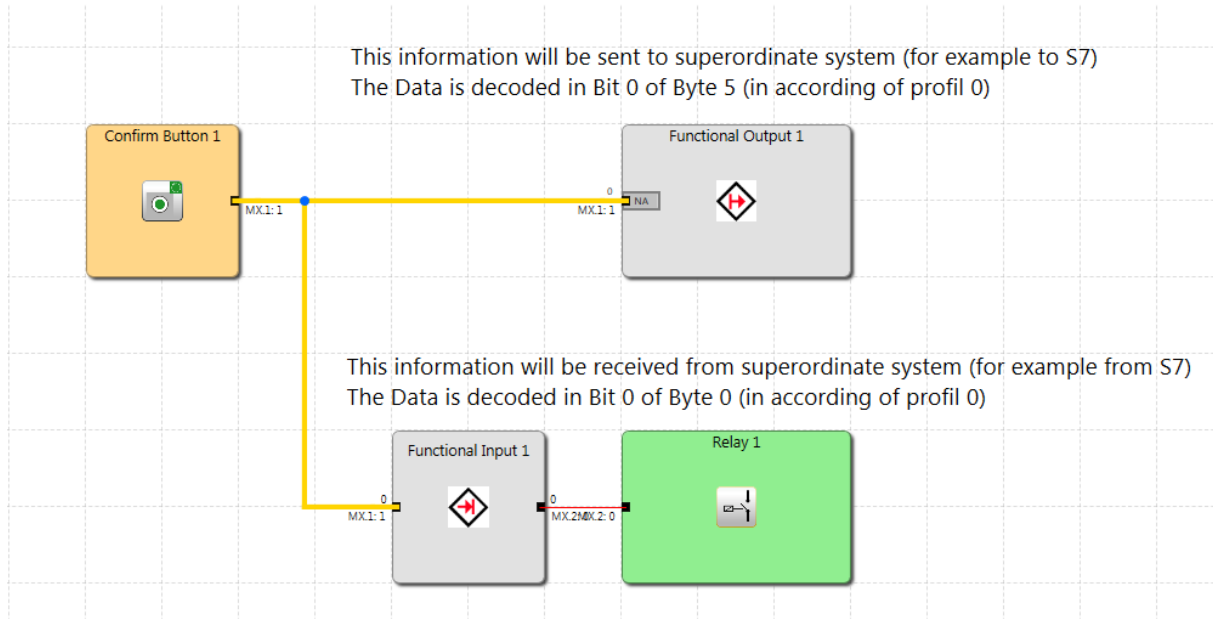 This information will be sent to superordinate system (for example to S7)
The Data is decoded in Bit 0 of Byte 5 (in according of profil 0)
Confirm Button 1
Functional Output 1
0
NA
MX.1: 1
MX.1: 1
This information will be received from superordinate system (for example from S7)
The Data is decoded in Bit 0 of Byte 0 (in according of profil 0)
Functional Input 1
Relay 1
0
0
MX.1: 1
MX.2: 0
MX.2: 0